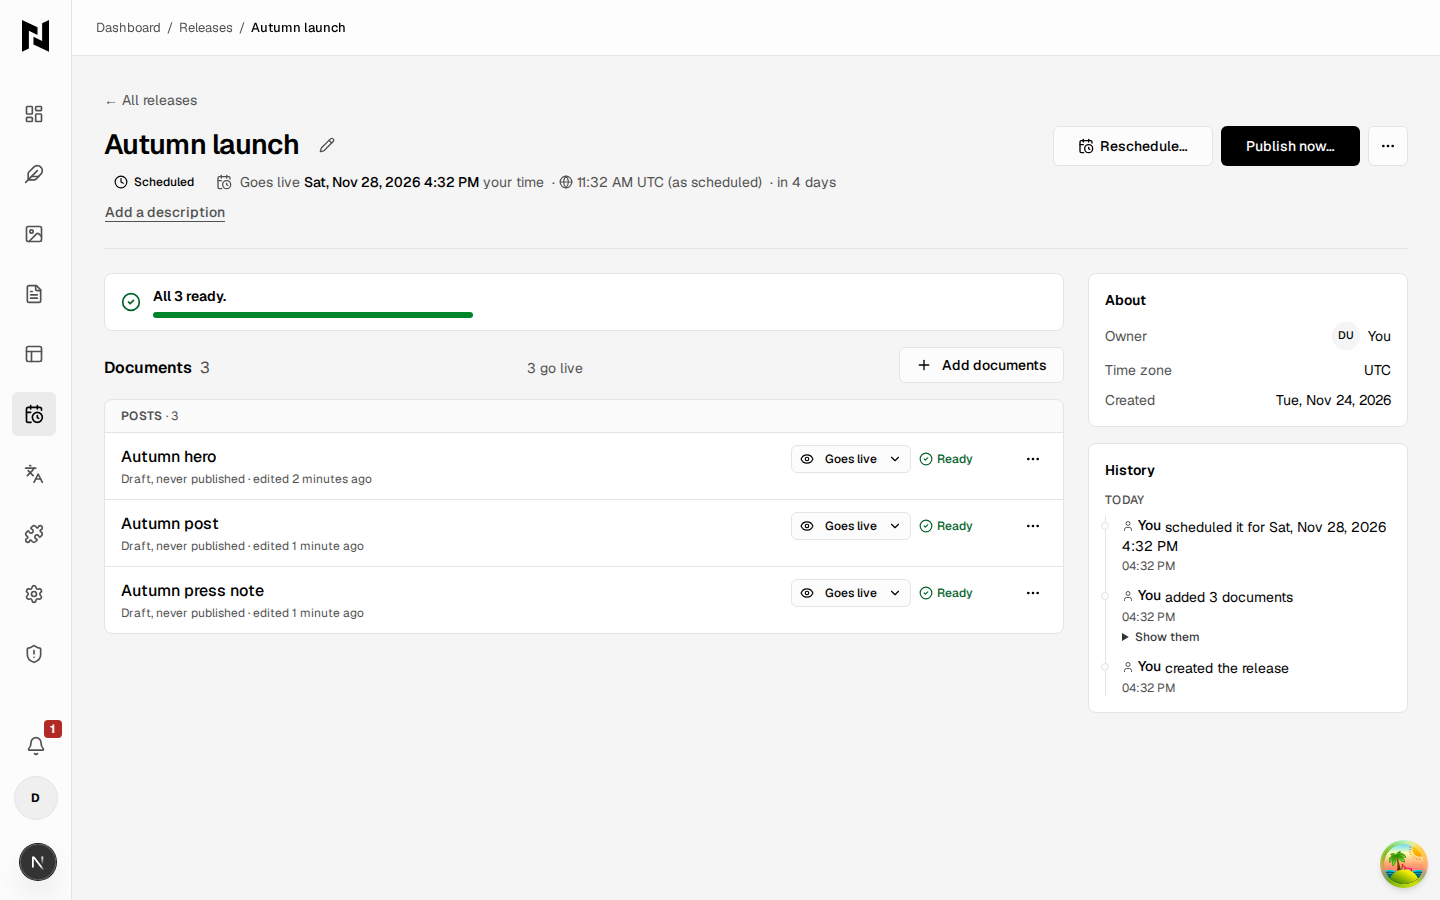 Dashboard / Releases / Autumn launch
← All releases
Autumn launch
Reschedule...
Publish now...
Scheduled
Goes live Sat, Nov 28, 2026 4:32 PM your time · 11:32 AM UTC (as scheduled) · in 4 days
Add a description
All 3 ready.
Documents 3
3 go live
Add documents
POSTS · 3
Autumn hero
Draft, never published · edited 2 minutes ago
Goes live
Ready
Autumn post
Draft, never published · edited 1 minute ago
Goes live
Ready
Autumn press note
Draft, never published · edited 1 minute ago
Goes live
Ready
About
Owner DU You
Time zone UTC
Created Tue, Nov 24, 2026
History
TODAY
You scheduled it for Sat, Nov 28, 2026
4:32 PM
04:32 PM
You added 3 documents
04:32 PM
Show them
You created the release
04:32 PM
1
D
N